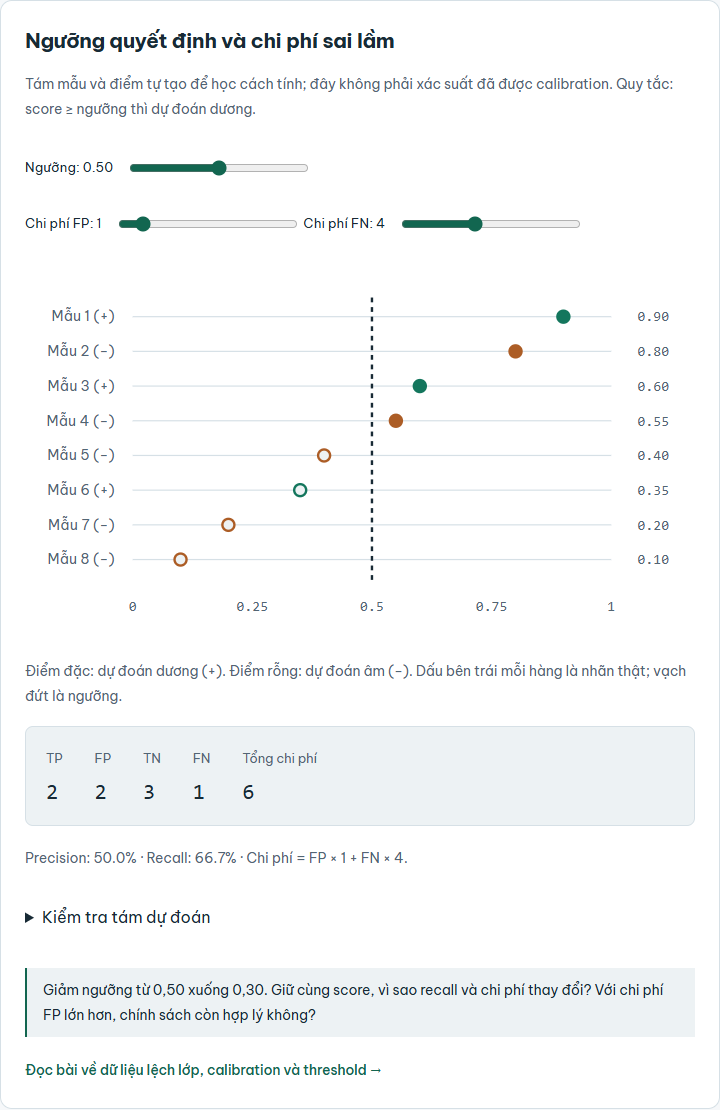 Ngưỡng quyết định và chi phí sai lầm
Tám mẫu và điểm tự tạo để học cách tính; đây không phải xác suất đã được calibration. Quy tắc:
score ≥ ngưỡng thì dự đoán dương.
Ngưỡng: 0.50
Chi phí FP: 1 Chi phí FN: 4
Mẫu 1 (+) 0.90
Mẫu 2 (−) 0.80
Mẫu 3 (+) 0.60
Mẫu 4 (−) 0.55
Mẫu 5 (−) 0.40
Mẫu 6 (+) 0.35
Mẫu 7 (−) 0.20
Mẫu 8 (−) 0.10
0 0.25 0.5 0.75 1
Điểm đặc: dự đoán dương (+). Điểm rỗng: dự đoán âm (−). Dấu bên trái mỗi hàng là nhãn thật; vạch
đứt là ngưỡng.
TP FP TN FN Tổng chi phí
2 2 3 1 6
Precision: 50.0% · Recall: 66.7% · Chi phí = FP × 1 + FN × 4.
▶ Kiểm tra tám dự đoán
Giảm ngưỡng từ 0,50 xuống 0,30. Giữ cùng score, vì sao recall và chi phí thay đổi? Với chi phí
FP lớn hơn, chính sách còn hợp lý không?
Đọc bài về dữ liệu lệch lớp, calibration và threshold →